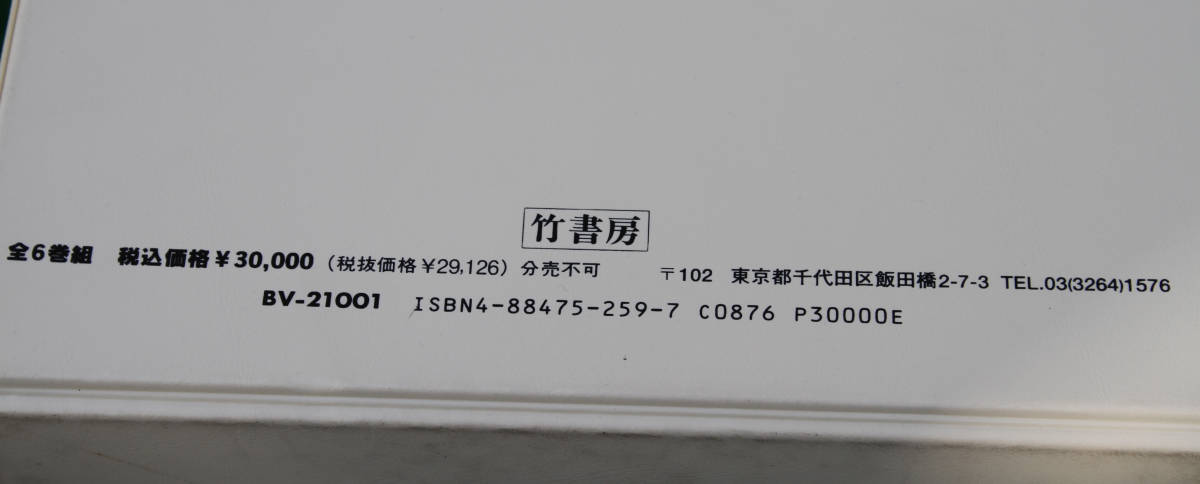 竹書房
全6巻組 税込価格¥30,000（税抜価格¥29,126）分売不可 〒102 東京都千代田区飯田橋2-7-3 TEL.03(3264)1576
BV-21001 ISBN4-88475-259-7 C0876 P30000E